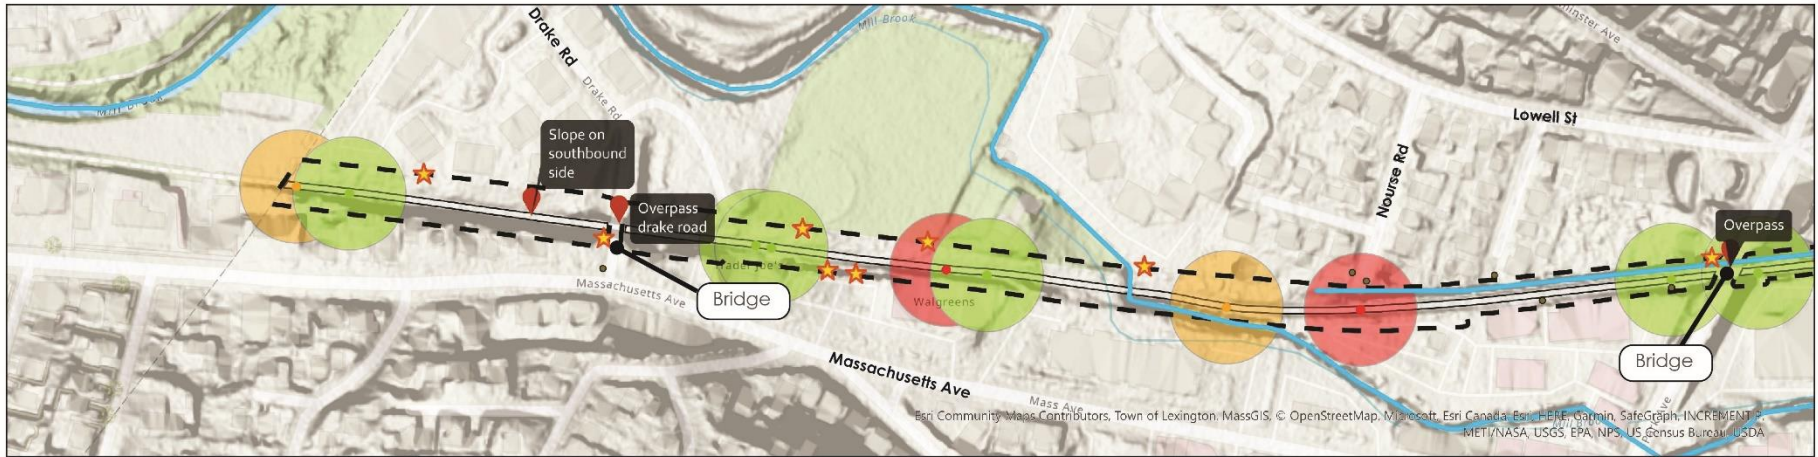 Mill Brook
Drake Rd
Drake Rd
Mill Brook
Lowell St
Nourse Rd
Slope on
southbound
side
Overpass
drake road
Overpass
Trader Joe's
Walgreens
Massachusetts Ave
Bridge
Bridge
Massachusetts Ave
Mass Ave
Esri Community Maps Contributors, Town of Lexington, MassGIS, © OpenStreetMap, Microsoft, Esri Canada, Esri, HERE, Garmin, SafeGraph, INCREMENT P,
METI/NASA, USGS, EPA, NPS, US Census Bureau, USDA